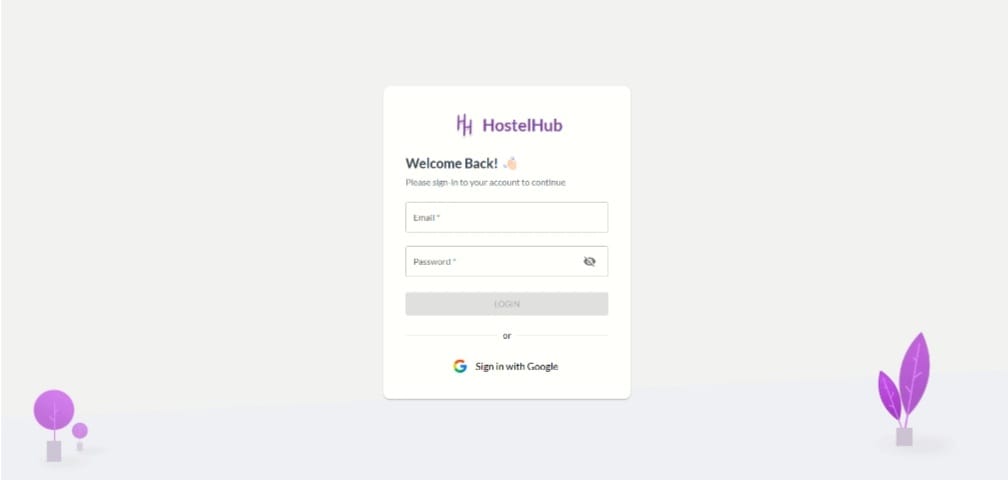 HostelHub
Welcome Back! 👋🏻
Please sign-in to your account to continue
Email *
Password *
LOGIN
or
Sign in with Google